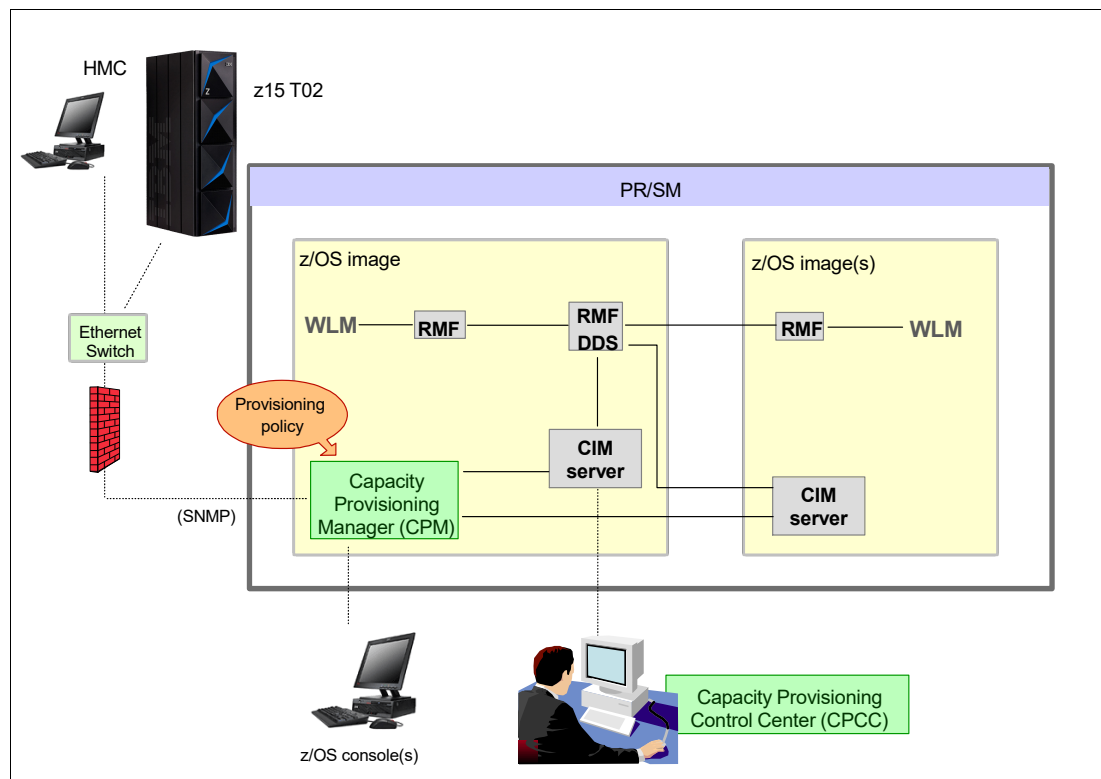 HMC
z15 T02
PR/SM
z/OS image
z/OS image(s)
WLM
RMF
RMF
DDS
RMF
WLM
Ethernet
Switch
Provisioning
policy
CIM
server
Capacity
Provisioning
Manager (CPM)
CIM
server
(SNMP)
Capacity Provisioning
Control Center (CPCC)
z/OS console(s)